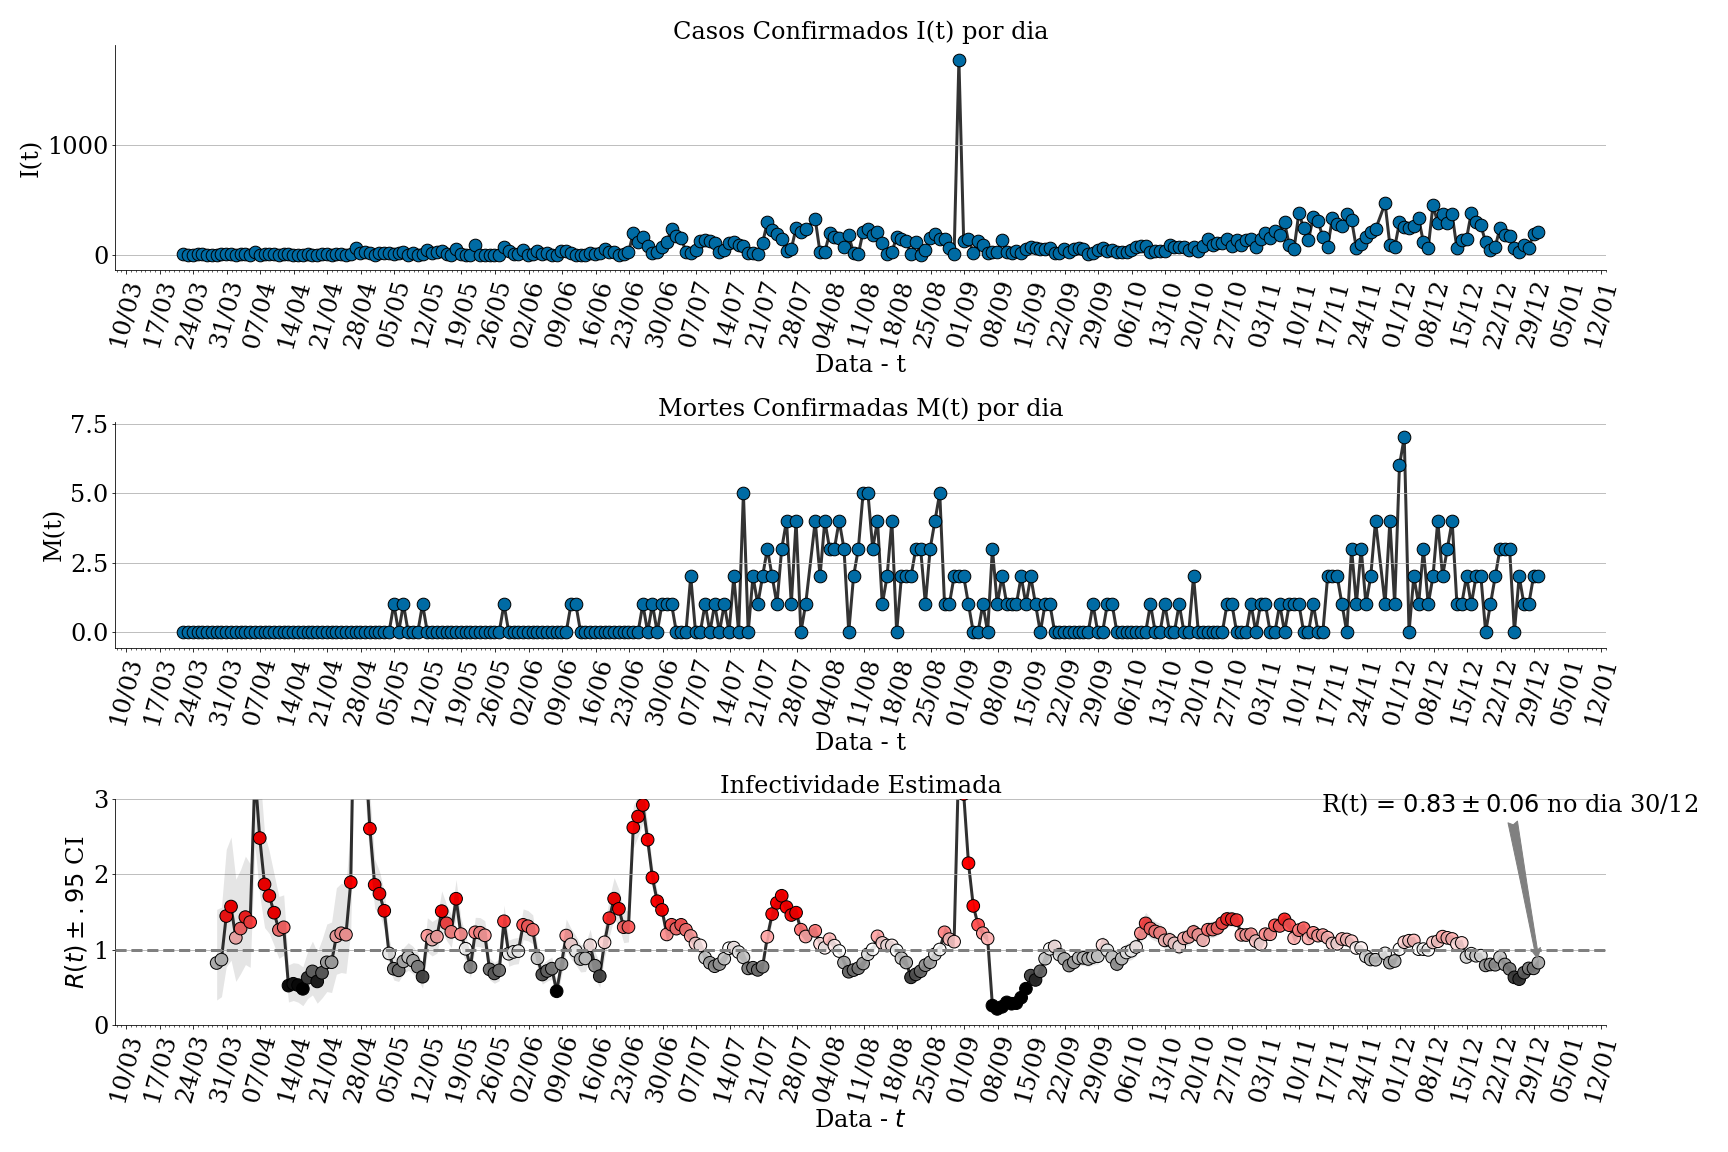 Casos Confirmados I(t) por dia
I(t)
1000
0
10/03 17/03 24/03 31/03 07/04 14/04 21/04 28/04 05/05 12/05 19/05 26/05 02/06 09/06 16/06 23/06 30/06 07/07 14/07 21/07 28/07 04/08 11/08 18/08 25/08 01/09 08/09 15/09 22/09 29/09 06/10 13/10 20/10 27/10 03/11 10/11 17/11 24/11 01/12 08/12 15/12 22/12 29/12 05/01 12/01
Data - t
Mortes Confirmadas M(t) por dia
M(t)
7.5
5.0
2.5
0.0
10/03 17/03 24/03 31/03 07/04 14/04 21/04 28/04 05/05 12/05 19/05 26/05 02/06 09/06 16/06 23/06 30/06 07/07 14/07 21/07 28/07 04/08 11/08 18/08 25/08 01/09 08/09 15/09 22/09 29/09 06/10 13/10 20/10 27/10 03/11 10/11 17/11 24/11 01/12 08/12 15/12 22/12 29/12 05/01 12/01
Data - t
Infectividade Estimada
R(t) ± .95 CI
3
2
1
0
R(t) = 0.83 ± 0.06 no dia 30/12
10/03 17/03 24/03 31/03 07/04 14/04 21/04 28/04 05/05 12/05 19/05 26/05 02/06 09/06 16/06 23/06 30/06 07/07 14/07 21/07 28/07 04/08 11/08 18/08 25/08 01/09 08/09 15/09 22/09 29/09 06/10 13/10 20/10 27/10 03/11 10/11 17/11 24/11 01/12 08/12 15/12 22/12 29/12 05/01 12/01
Data - t